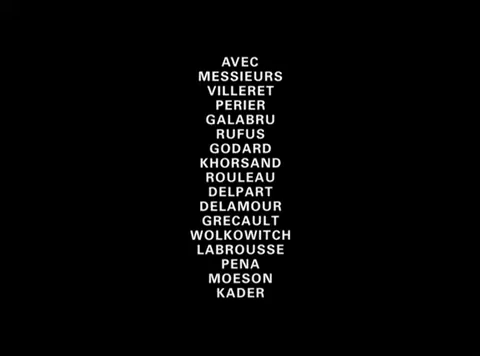 AVEC
MESSIEURS
VILLERET
PERIER
GALABRU
RUFUS
GODARD
KHORSAND
ROULEAU
DELPART
DELAMOUR
GRECAULT
WOLKOWITCH
LABROUSSE
PENA
MOESON
KADER